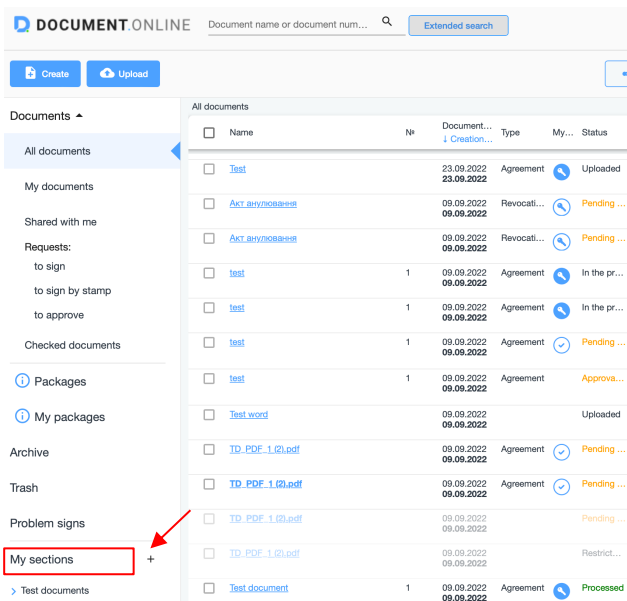 DOCUMENT.ONLINE
Document name or document num...
Extended search
Create
Upload
Documents
All documents
My documents
Shared with me
Requests:
to sign
to sign by stamp
to approve
Checked documents
Packages
My packages
Archive
Trash
Problem signs
My sections +
Test documents
All documents
Name № Document... Type My... Status
↓ Creation...
Test 23.09.2022 Agreement Uploaded
23.09.2022
Акт анулювання 09.09.2022 Revocati... Pending ...
09.09.2022
Акт анулювання 09.09.2022 Revocati... Pending ...
09.09.2022
test 1 09.09.2022 Agreement In the pr...
09.09.2022
test 1 09.09.2022 Agreement In the pr...
09.09.2022
test 1 09.09.2022 Agreement Pending ...
09.09.2022
test 1 09.09.2022 Agreement Approva...
09.09.2022
Test word 09.09.2022 Uploaded
09.09.2022
TD_PDF_1 (2).pdf 09.09.2022 Agreement Pending ...
09.09.2022
TD_PDF_1 (2).pdf 09.09.2022 Agreement Pending ...
09.09.2022
TD_PDF_1 (2).pdf 09.09.2022 Pending ...
09.09.2022
TD_PDF_1 (2).pdf 09.09.2022 Restrict...
09.09.2022
Test document 1 09.09.2022 Agreement Processed
09.09.2022